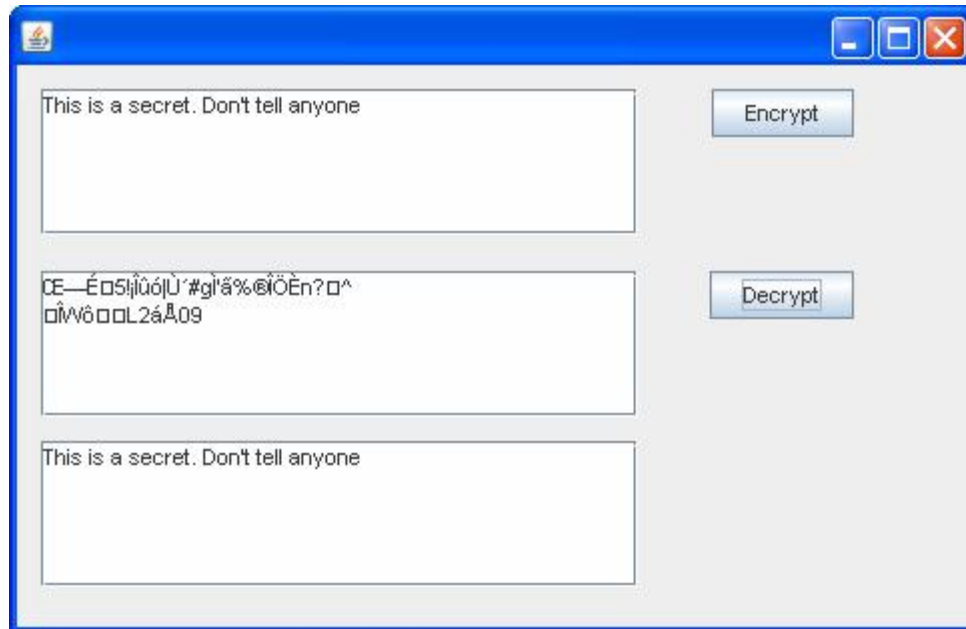 This is a secret. Don't tell anyone
Encrypt
Decrypt
This is a secret. Don't tell anyone